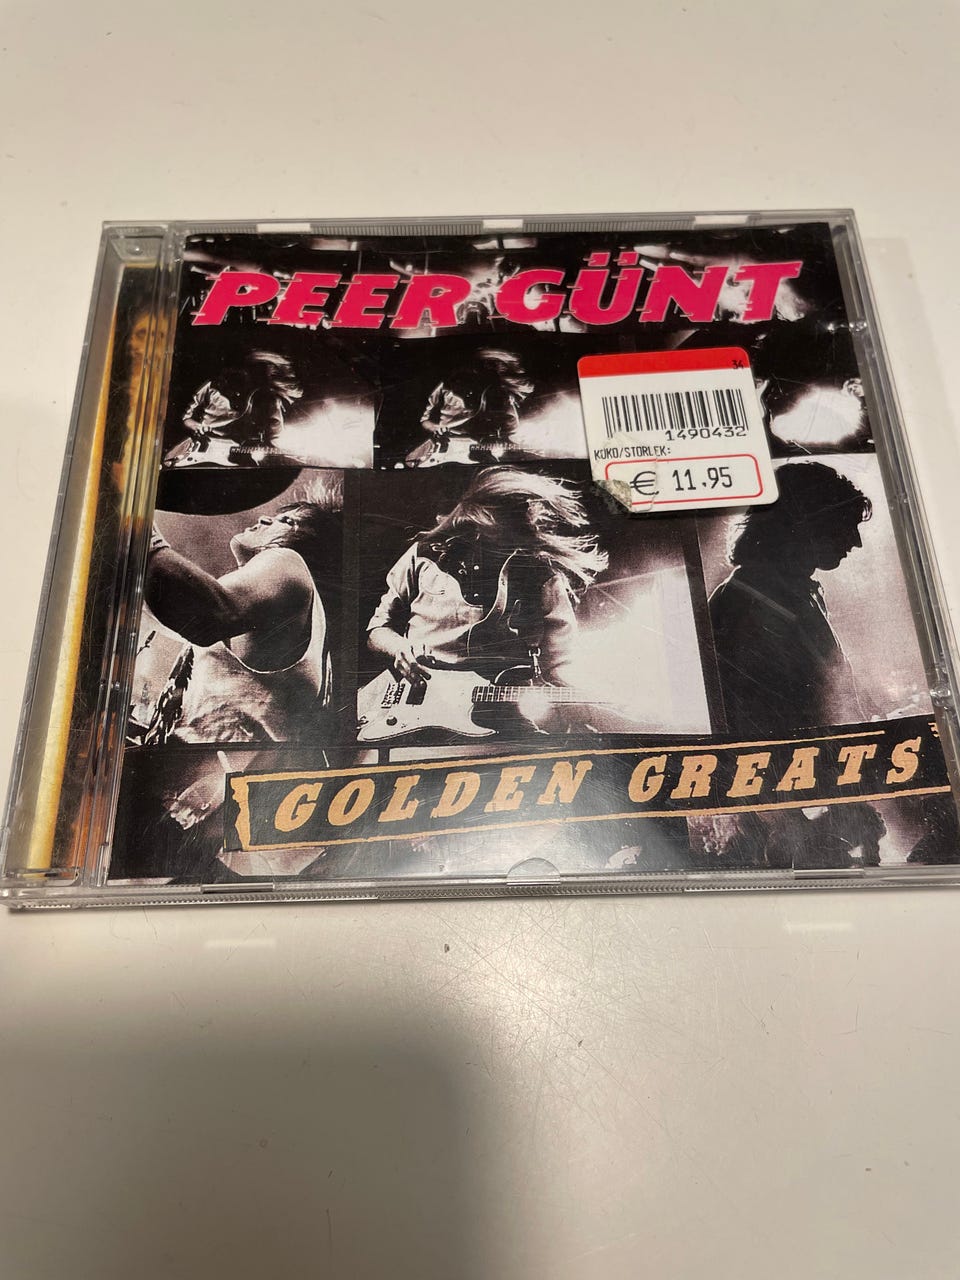 PEER GÜNT
34
1490432
KOKO/STORLEK:
€ 11.95
GOLDEN GREATS